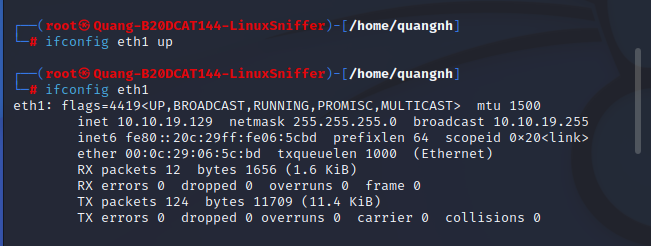 ┌──(root㉿Quang-B20DCAT144-LinuxSniffer)-[/home/quangnh]
└─# ifconfig eth1 up
┌──(root㉿Quang-B20DCAT144-LinuxSniffer)-[/home/quangnh]
└─# ifconfig eth1
eth1: flags=4419<UP,BROADCAST,RUNNING,PROMISC,MULTICAST>  mtu 1500
        inet 10.10.19.129  netmask 255.255.255.0  broadcast 10.10.19.255
        inet6 fe80::20c:29ff:fe06:5cbd  prefixlen 64  scopeid 0×20<link>
        ether 00:0c:29:06:5c:bd  txqueuelen 1000  (Ethernet)
        RX packets 12  bytes 1656 (1.6 KiB)
        RX errors 0  dropped 0  overruns 0  frame 0
        TX packets 124  bytes 11709 (11.4 KiB)
        TX errors 0  dropped 0 overruns 0  carrier 0  collisions 0